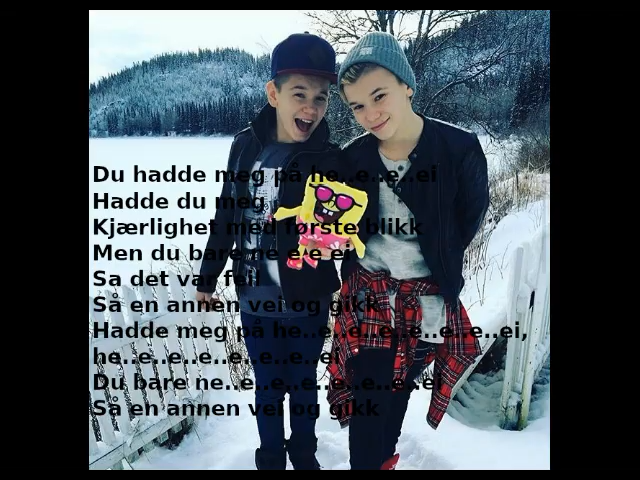 Du hadde meg på he..e..e..ei
Hadde du meg
Kjærlighet med første blikk
Men du bare ne e e ei
Sa det var feil
Så en annen vei og gikk
Hadde meg på he..e..e..e..e..e..e..ei,
he..e..e..e..e..e..e..ei
Du bare ne..e..e..e..e..e..e..ei
Så en annen vei og gikk